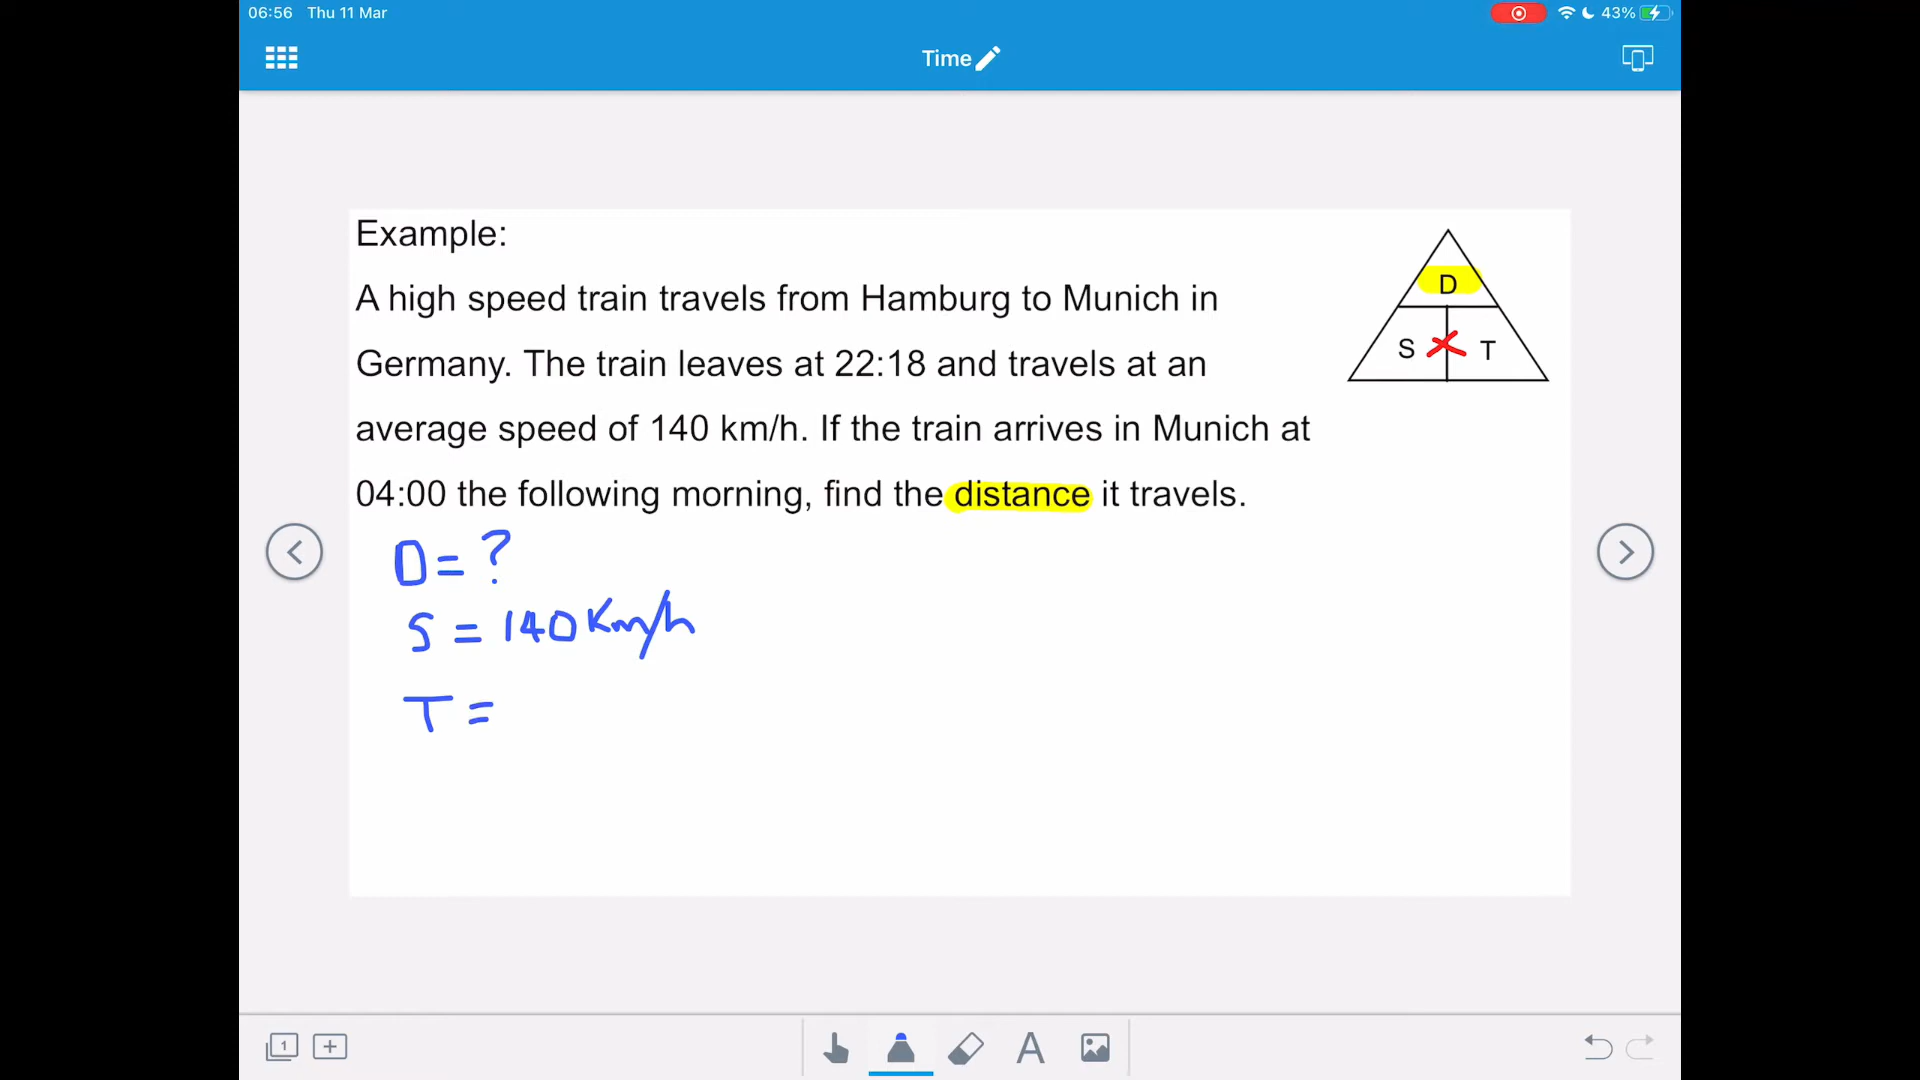 06:56 Thu 11 Mar
43%
Time
Example:
A high speed train travels from Hamburg to Munich in
Germany. The train leaves at 22:18 and travels at an
average speed of 140 km/h. If the train arrives in Munich at
04:00 the following morning, find the distance it travels.
D
S × T
D = ?
S = 140 Km/h
T =
1
A